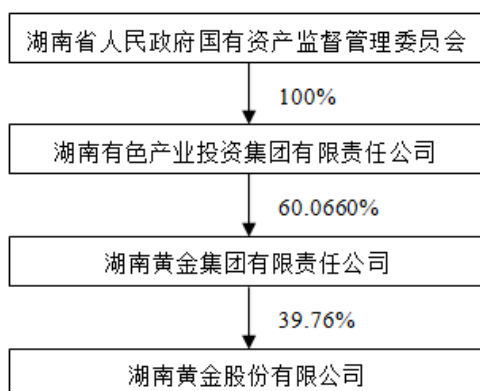 湖南省人民政府国有资产监督管理委员会
100%
湖南有色产业投资集团有限责任公司
60.0660%
湖南黄金集团有限责任公司
39.76%
湖南黄金股份有限公司